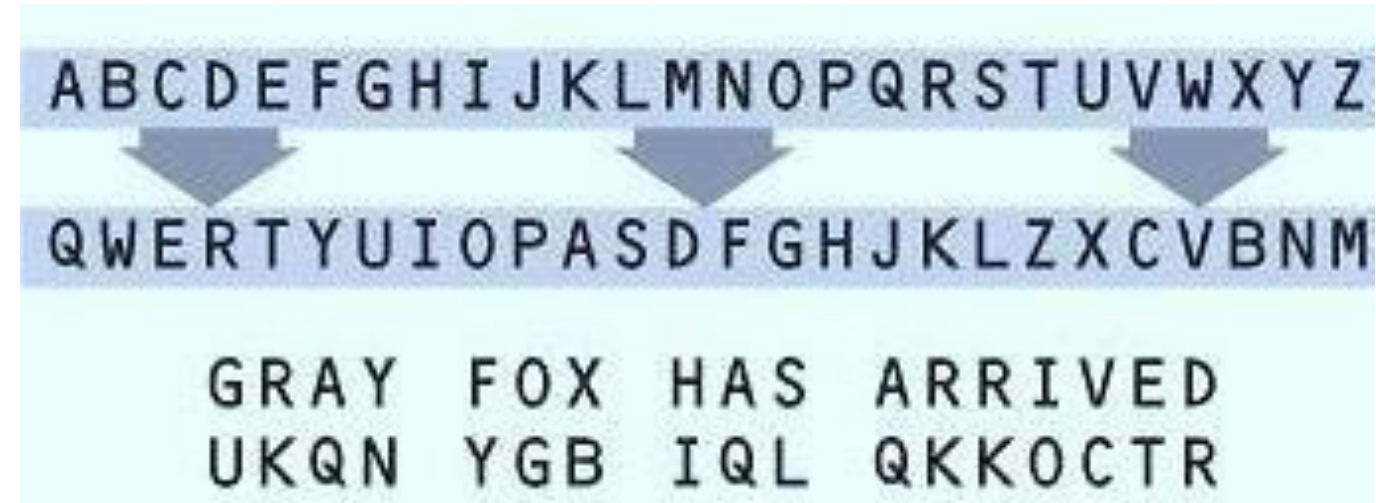 ABCDEFGHIJKLMNOPQRSTUVWXYZ
QWERTYUIOPASDFGHJKLZXCVBNM
GRAY FOX HAS ARRIVED
UKQN YGB IQL QKKOCTR